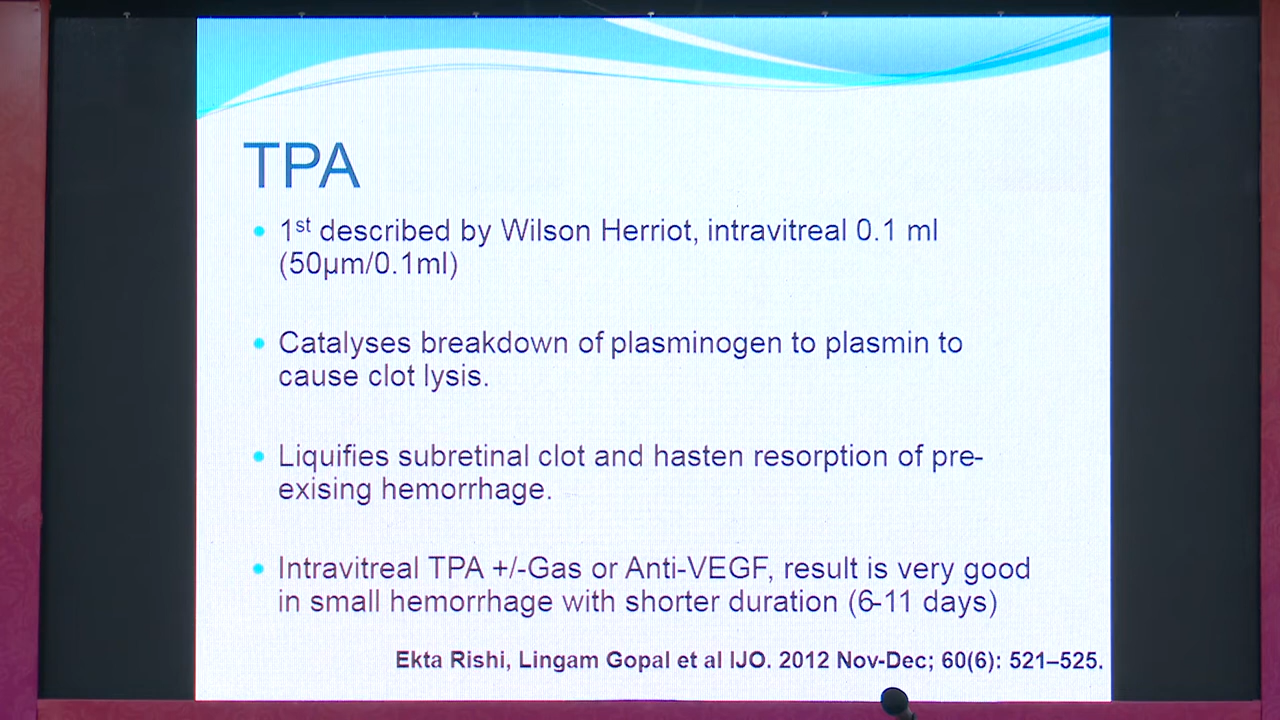 TPA
1st described by Wilson Herriot, intravitreal 0.1 ml
(50µm/0.1ml)
Catalyses breakdown of plasminogen to plasmin to
cause clot lysis.
Liquifies subretinal clot and hasten resorption of pre-
exising hemorrhage.
Intravitreal TPA +/-Gas or Anti-VEGF, result is very good
in small hemorrhage with shorter duration (6-11 days)
Ekta Rishi, Lingam Gopal et al IJO. 2012 Nov-Dec; 60(6): 521–525.